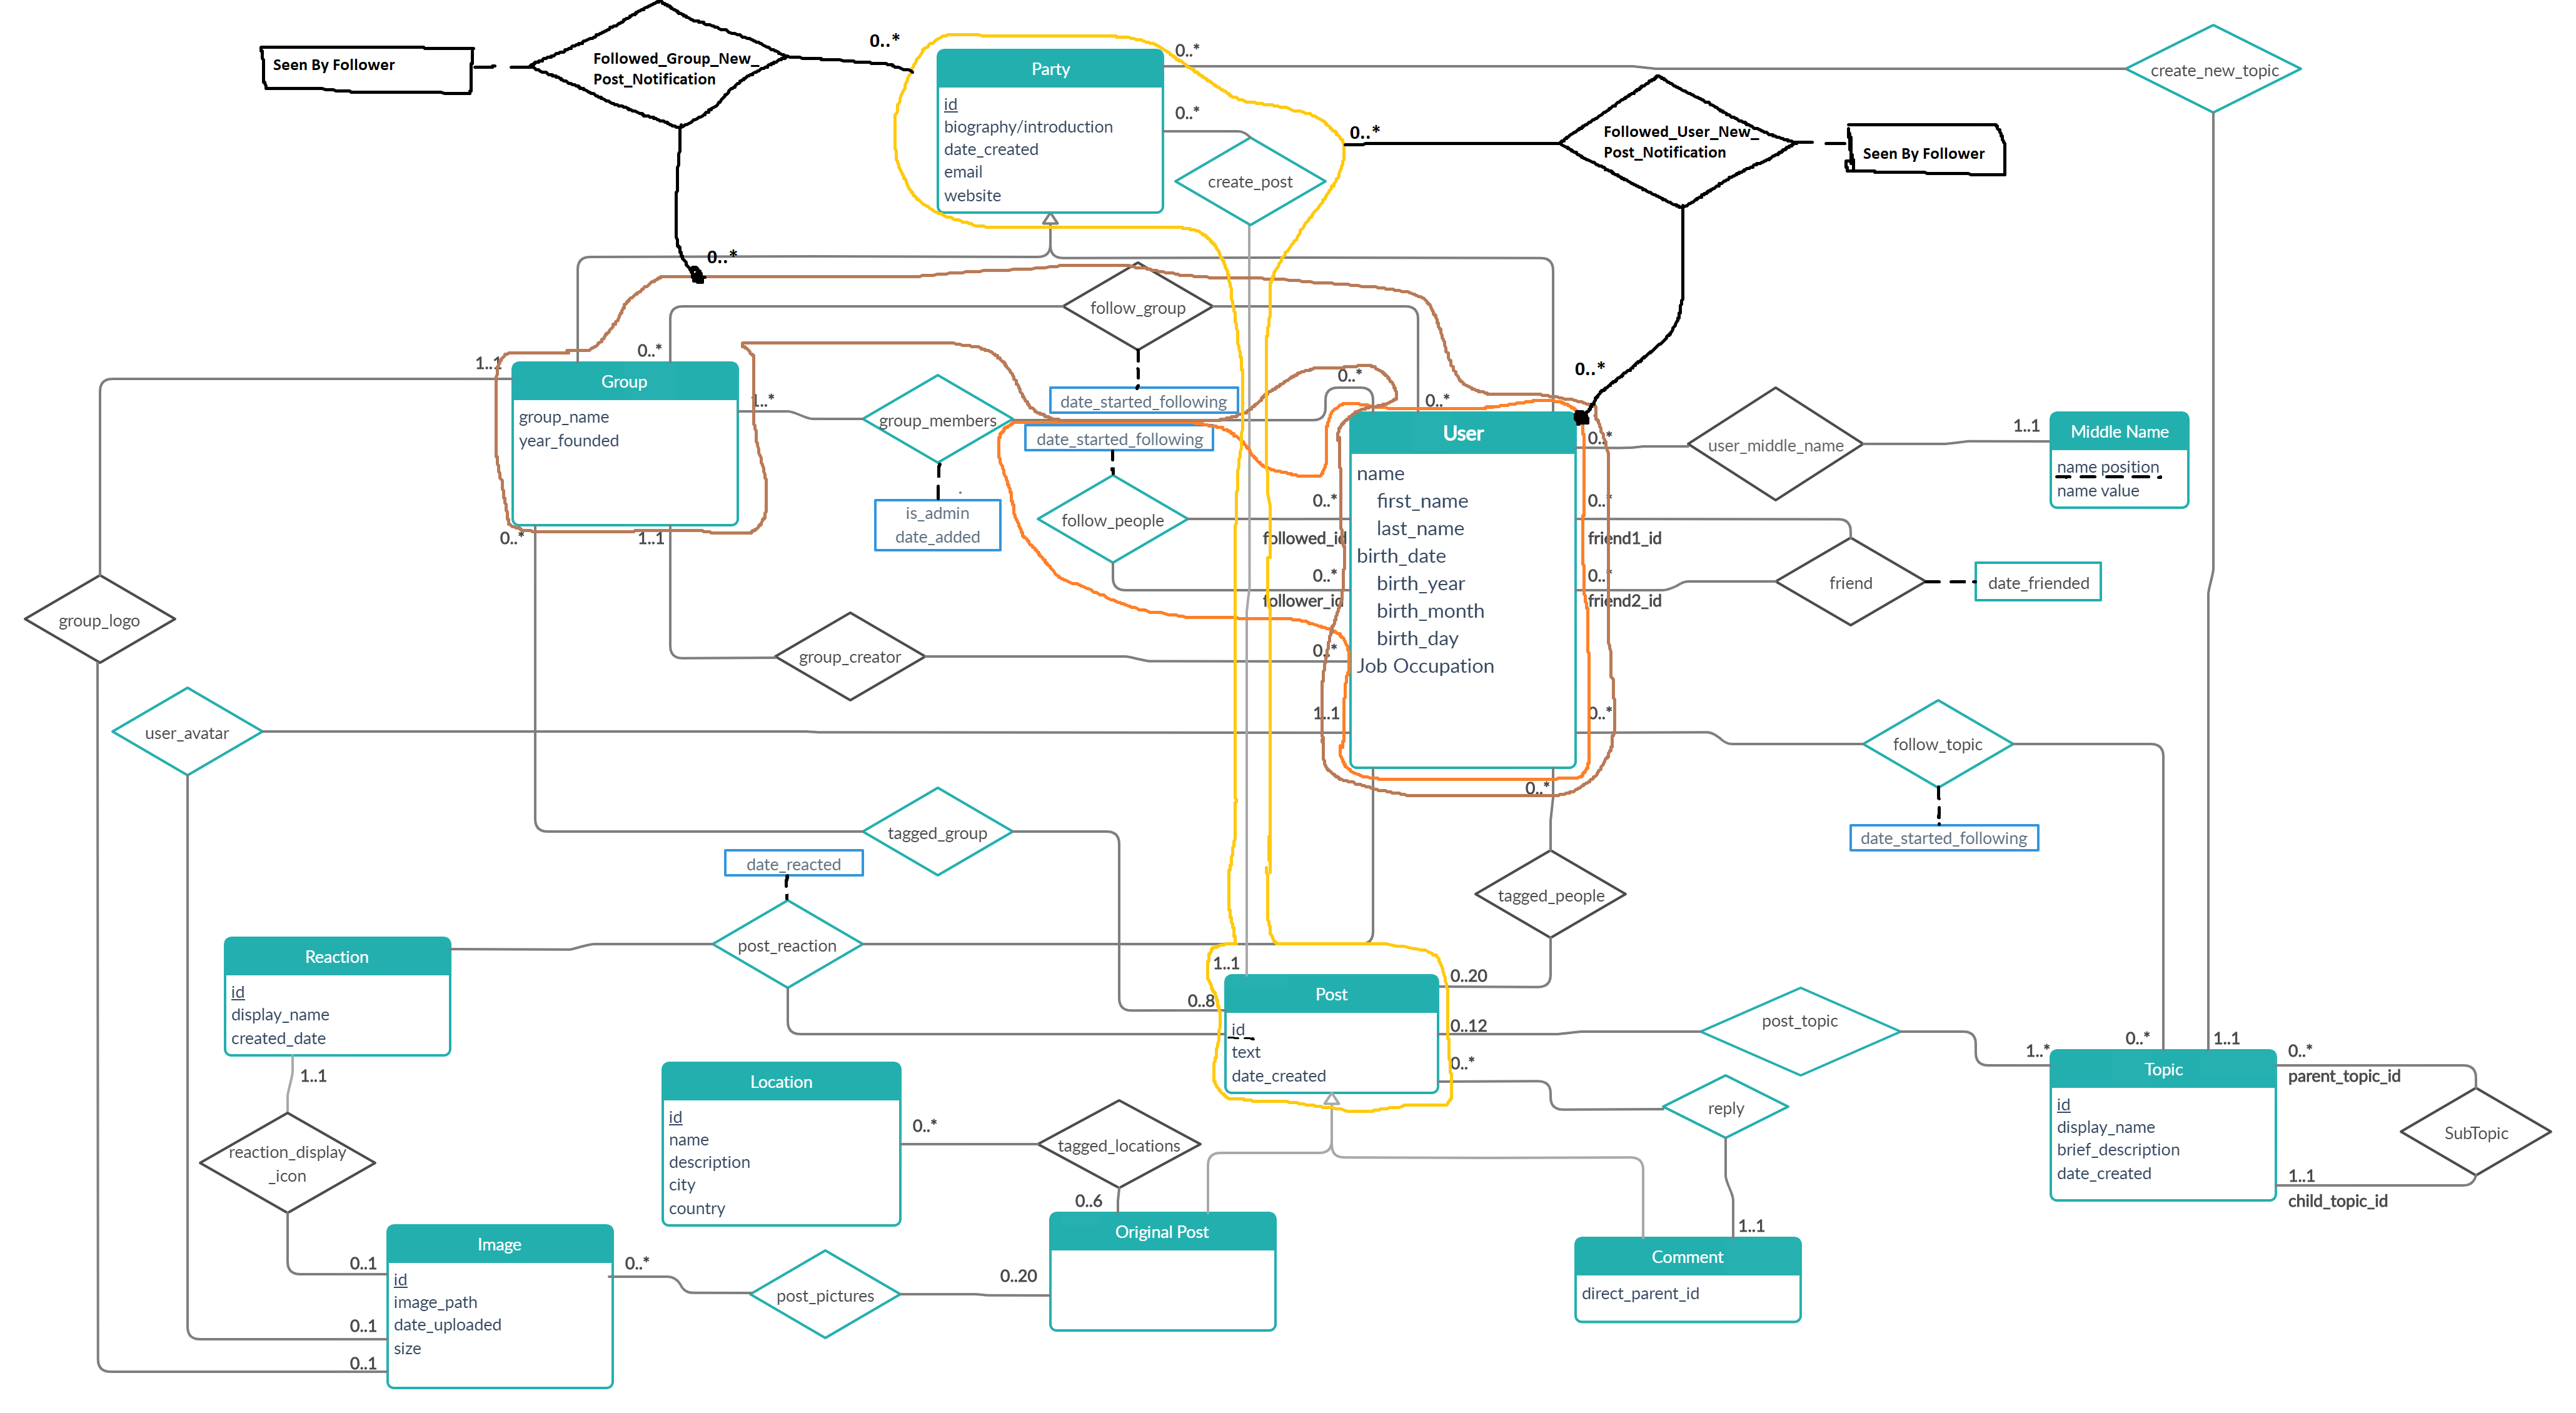 0..*
Seen By Follower
Followed_Group_New_
Post_Notification
Party
id
biography/introduction
date_created
email
website
0..*
0..*
create_new_topic
create_post
0..*
Followed_User_New_
Post_Notification
Seen By Follower
0..*
follow_group
date_started_following
1..1
0..*
Group
group_name
year_founded
1..*
group_members
is_admin
date_added
0..*
0..*
0..*
date_started_following
follow_people
0..*
followed_id
0..*
follower_id
User
name
first_name
last_name
birth_date
birth_year
birth_month
birth_day
Job Occupation
0..*
user_middle_name
1..1
Middle Name
name position
name value
0..*
friend1_id
0..*
friend2_id
friend
date_friended
0..*
1..1
group_logo
group_creator
0..*
user_avatar
1..1
0..*
follow_topic
date_started_following
0..*
tagged_group
date_reacted
post_reaction
tagged_people
Reaction
id
display_name
created_date
1..1
0..20
0..8
Post
id
text
date_created
0..12
0..*
post_topic
1..*
0..*
1..1
0..*
parent_topic_id
Topic
id
display_name
brief_description
date_created
SubTopic
1..1
child_topic_id
reply
1..1
1..1
reaction_display
_icon
Location
id
name
description
city
country
0..*
tagged_locations
0..6
Original Post
Comment
direct_parent_id
0..1
0..1
0..1
Image
id
image_path
date_uploaded
size
0..*
post_pictures
0..20